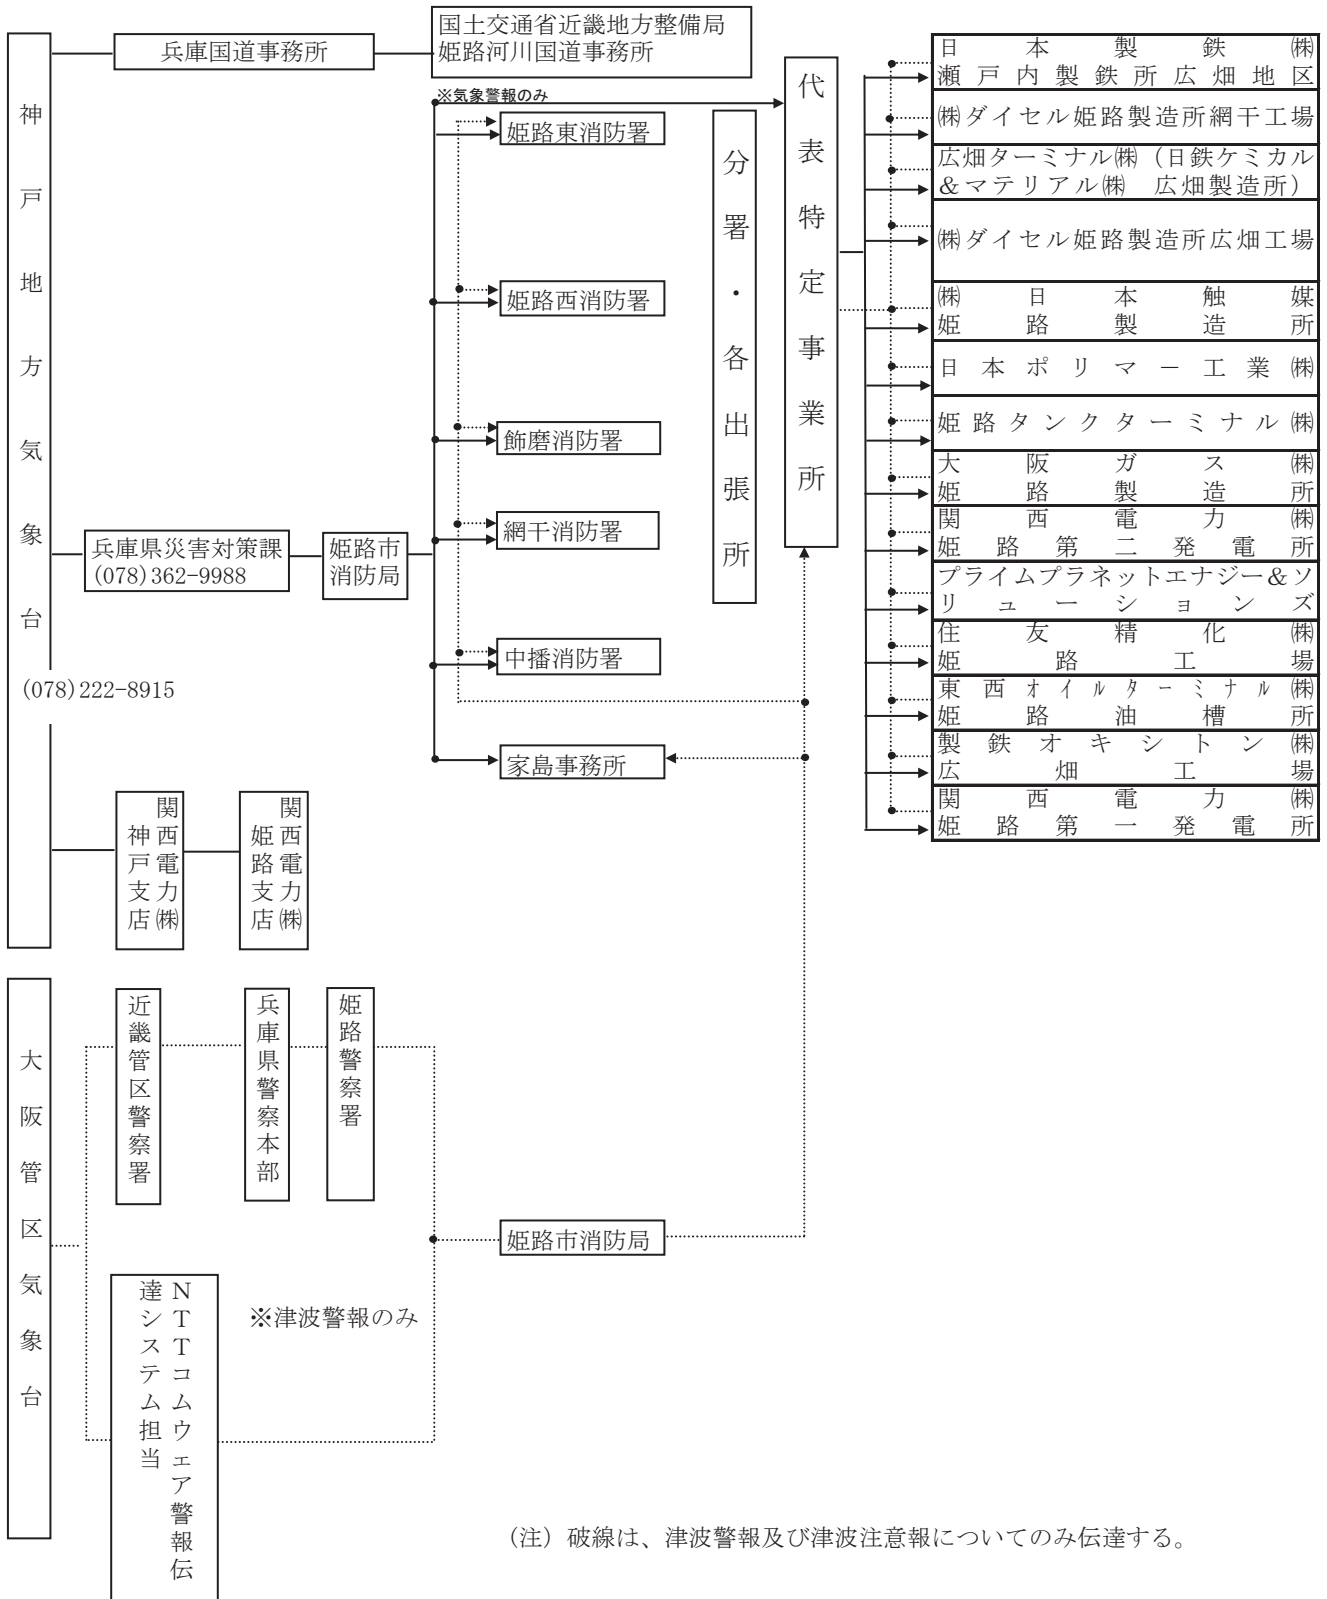 国土交通省近畿地方整備局
姫路河川国道事務所
兵庫国道事務所
神戸地方気象台
(078)222-8915
※気象警報のみ
姫路東消防署
姫路西消防署
飾磨消防署
網干消防署
中播消防署
家島事務所
兵庫県災害対策課
(078)362-9988
姫路市
消防局
分署・各出張所
代表特定事業所
日本製鉄㈱
瀬戸内製鉄所広畑地区
㈱ダイセル姫路製造所網干工場
広畑ターミナル㈱（日鉄ケミカル
＆マテリアル㈱　広畑製造所）
㈱ダイセル姫路製造所広畑工場
㈱日本触媒
姫路製造所
日本ポリマー工業㈱
姫路タンクターミナル㈱
大阪ガス㈱
姫路製造所
関西電力㈱
姫路第二発電所
プライムプラネットエナジー＆ソ
リューションズ
住友精化㈱
姫路工場
東西オイルターミナル㈱
姫路油槽所
製鉄オキシトン㈱
広畑工場
関西電力㈱
姫路第一発電所
関西電力㈱
神戸支店
関西電力㈱
姫路支店
大阪管区気象台
近畿管区警察署
兵庫県警察本部
姫路警察署
姫路市消防局
ＮＴＴコムウェア警報伝
達システム担当
※津波警報のみ
（注）破線は、津波警報及び津波注意報についてのみ伝達する。